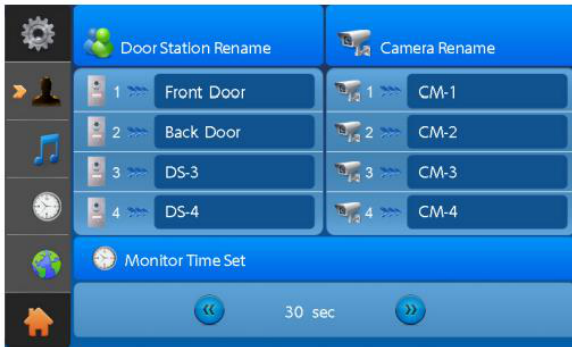 Door Station Rename
Camera Rename
1 Front Door
1 CM-1
2 Back Door
2 CM-2
3 DS-3
3 CM-3
4 DS-4
4 CM-4
Monitor Time Set
30 sec